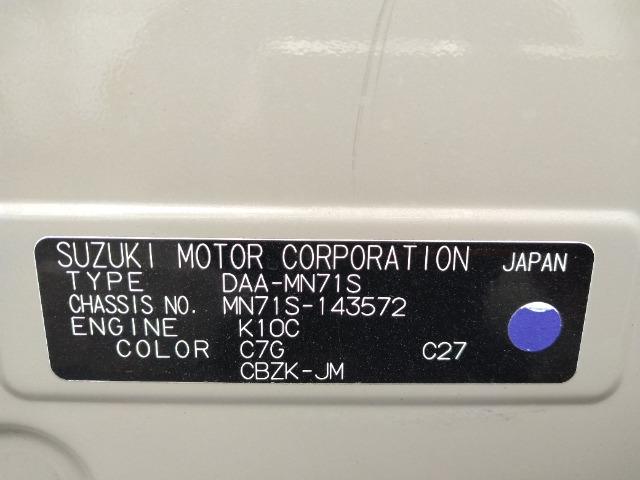 SUZUKI MOTOR CORPORATION JAPAN
TYPE DAA-MN71S
CHASSIS NO. MN71S-143572
ENGINE K10C
COLOR C7G C27
CBZK-JM